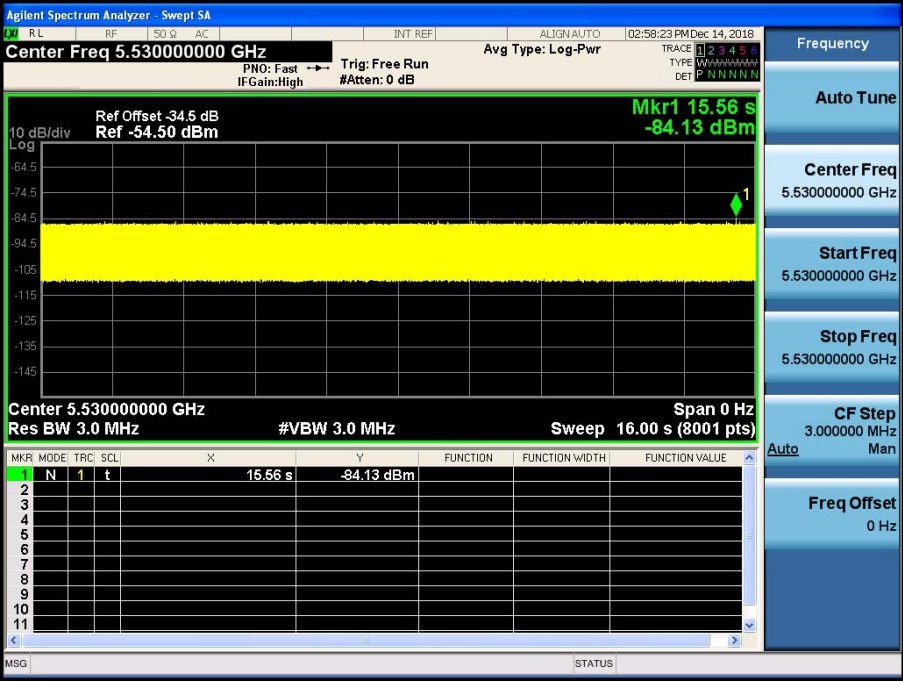 Agilent Spectrum Analyzer - Swept SA
LXI RL RF 50 Ω AC INT REF ALIGNAUTO 02:58:23 PM Dec 14, 2018
Center Freq 5.530000000 GHz
PNO: Fast
IFGain:High
Trig: Free Run
#Atten: 0 dB
Avg Type: Log-Pwr
TRACE 1 2 3 4 5 6
TYPE W
DET P N N N N N
Mkr1 15.56 s
-84.13 dBm
Ref Offset -34.5 dB
10 dB/div Ref -54.50 dBm
Log
-64.5
-74.5
1
-84.5
-94.5
-105
-115
-125
-135
-145
Center 5.530000000 GHz Span 0 Hz
Res BW 3.0 MHz #VBW 3.0 MHz Sweep 16.00 s (8001 pts)
MKR MODE TRC SCL X Y FUNCTION FUNCTION WIDTH FUNCTION VALUE
1 N 1 t 15.56 s -84.13 dBm
2
3
4
5
6
7
8
9
10
11
MSG STATUS
Frequency
Auto Tune
Center Freq
5.530000000 GHz
Start Freq
5.530000000 GHz
Stop Freq
5.530000000 GHz
CF Step
3.000000 MHz
Auto Man
Freq Offset
0 Hz